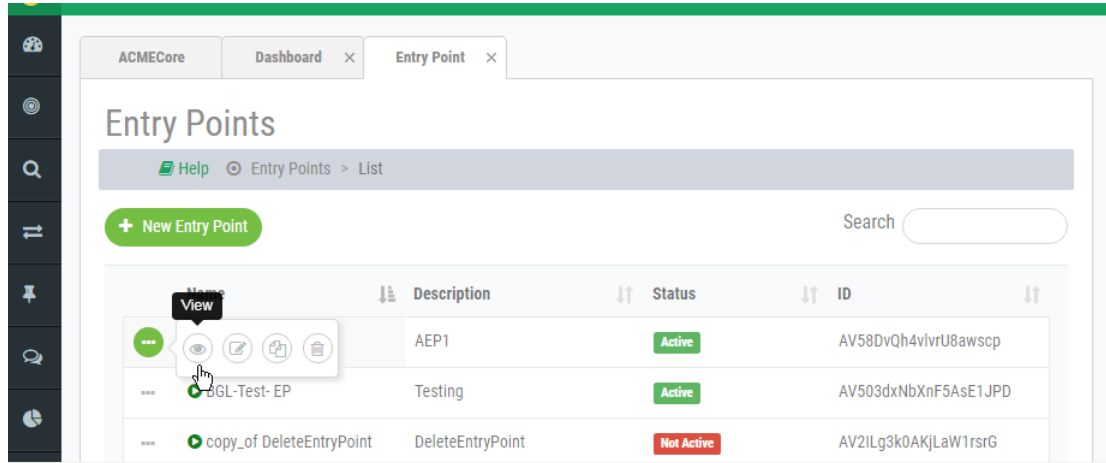 ACMECore Dashboard × Entry Point ×
Entry Points
Help Entry Points > List
+ New Entry Point Search
Name Description Status ID
View
AEP1 Active AV58DvQh4vlvrU8awscp
BGL-Test- EP Testing Active AV503dxNbXnF5AsE1JPD
copy_of DeleteEntryPoint DeleteEntryPoint Not Active AV2ILg3k0AKjLaW1rsrG